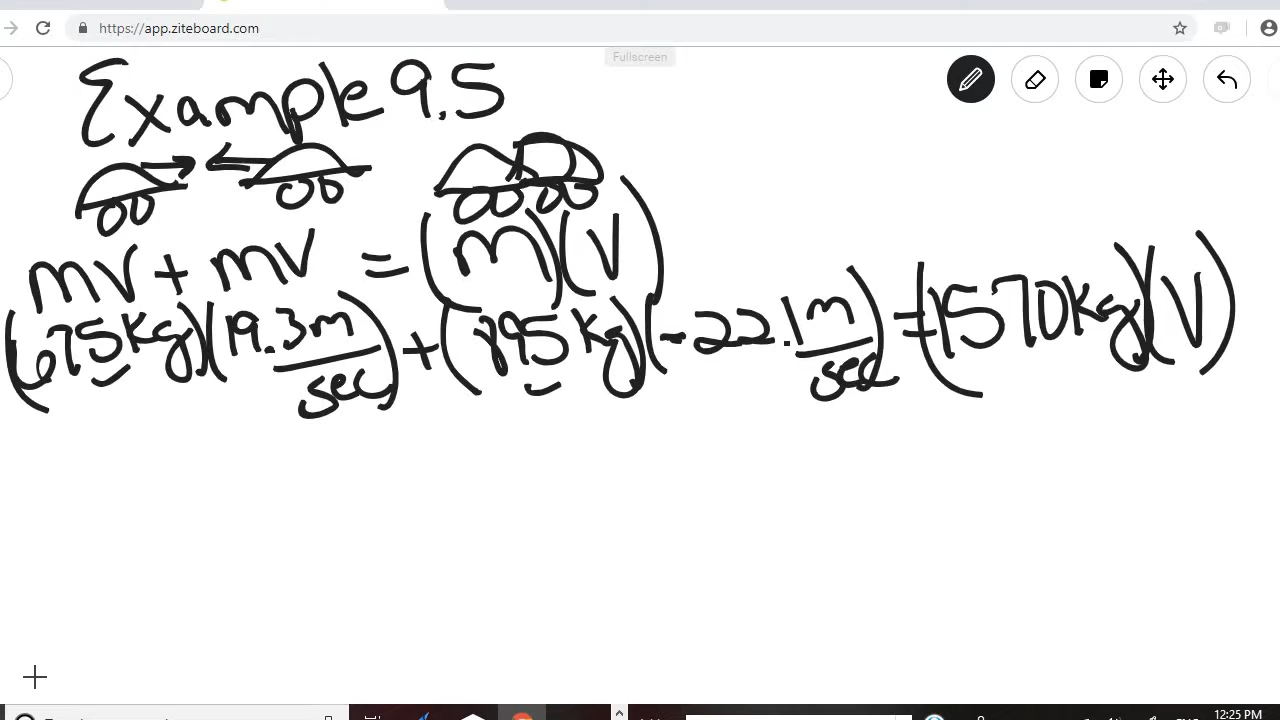 https://app.ziteboard.com
Fullscreen
Example 9.5
mv + mv = (m)(v)
(675kg)(19.3m/sec) + (895kg)(-22.1m/sec) = (1570kg)(v)
12:25 PM